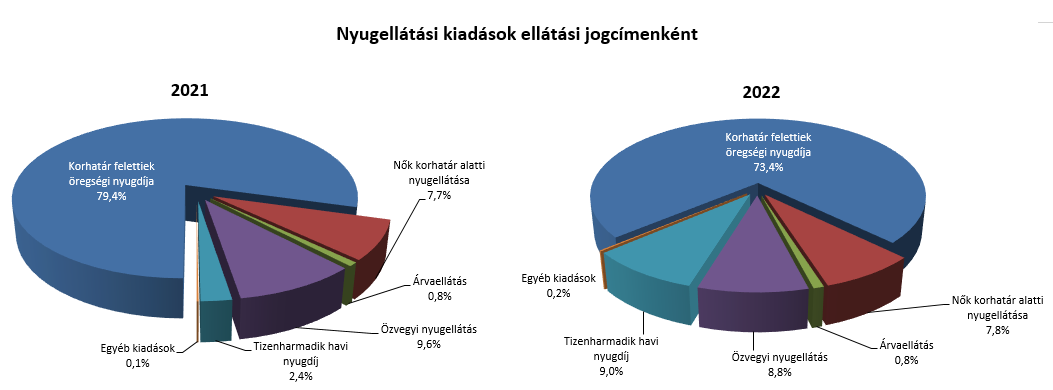 Nyugellátási kiadások ellátási jogcímenként
2021
Korhatár felettiek
öregségi nyugdíja
79,4%
Nők korhatár alatti
nyugellátása
7,7%
Árvaellátás
0,8%
Özvegyi nyugellátás
9,6%
Tizenharmadik havi
nyugdíj
2,4%
Egyéb kiadások
0,1%
2022
Korhatár felettiek
öregségi nyugdíja
73,4%
Nők korhatár alatti
nyugellátása
7,8%
Árvaellátás
0,8%
Özvegyi nyugellátás
8,8%
Tizenharmadik havi
nyugdíj
9,0%
Egyéb kiadások
0,2%